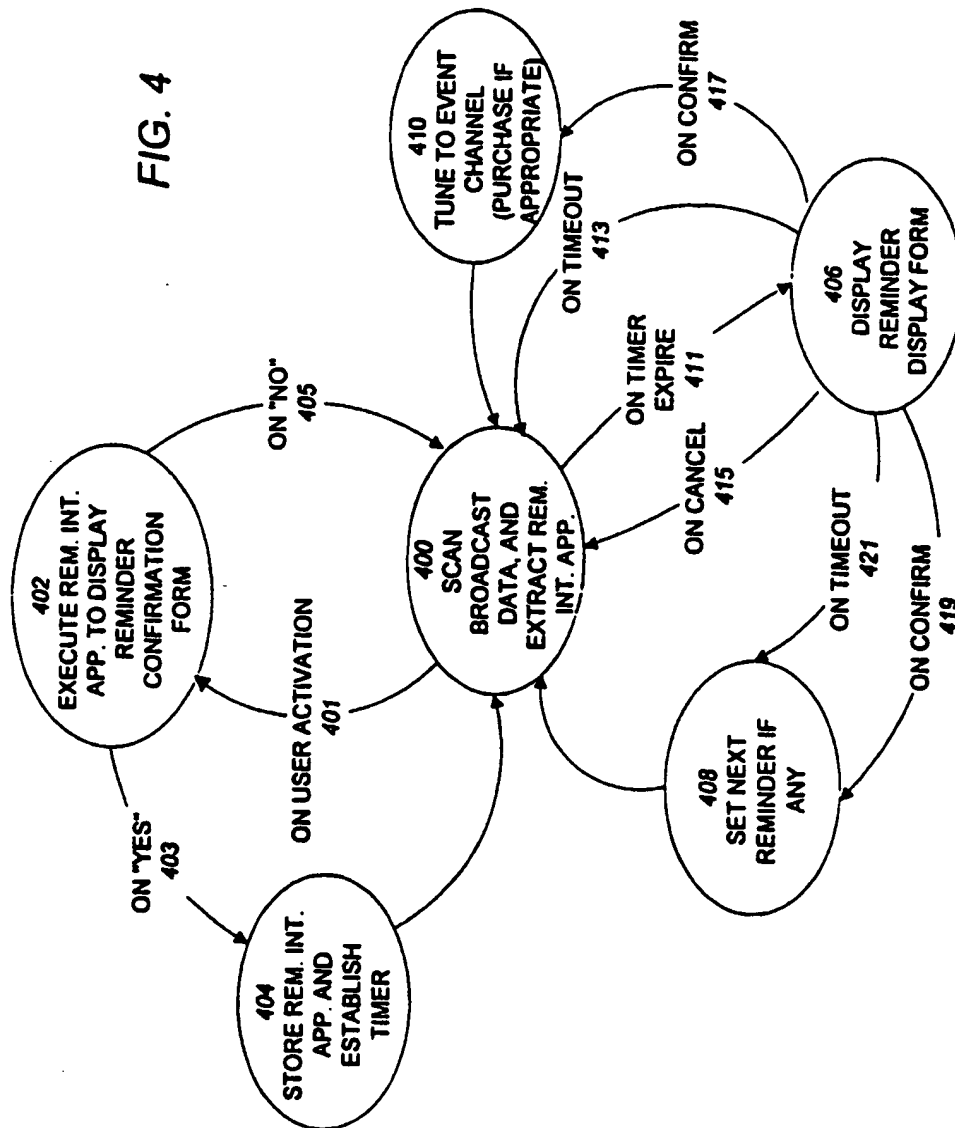 FIG. 4
402
EXECUTE REM. INT.
APP. TO DISPLAY
REMINDER
CONFIRMATION
FORM
ON "YES"
403
ON "NO"
405
ON USER ACTIVATION
401
404
STORE REM. INT.
APP. AND
ESTABLISH
TIMER
400
SCAN
BROADCAST
DATA, AND
EXTRACT REM.
INT. APP.
410
TUNE TO EVENT
CHANNEL
(PURCHASE IF
APPROPRIATE)
ON TIMEOUT
413
ON CONFIRM
417
ON TIMER
EXPIRE
411
ON CANCEL
415
406
DISPLAY
REMINDER
DISPLAY FORM
ON TIMEOUT
421
ON CONFIRM
419
408
SET NEXT
REMINDER IF
ANY